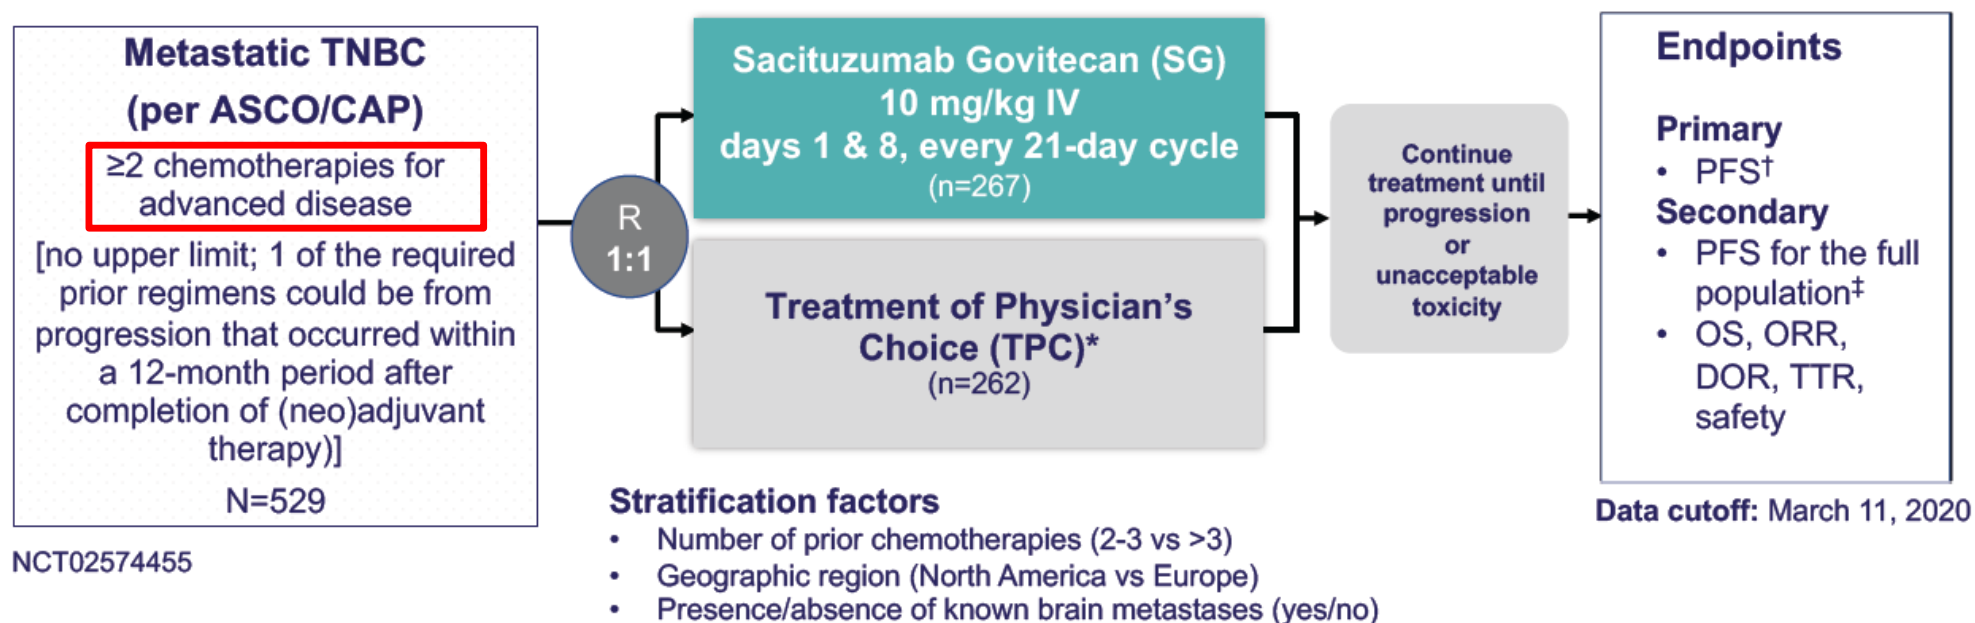 Metastatic TNBC
(per ASCO/CAP)
≥2 chemotherapies for
advanced disease
[no upper limit; 1 of the required
prior regimens could be from
progression that occurred within
a 12-month period after
completion of (neo)adjuvant
therapy)]
N=529
NCT02574455
R
1:1
Sacituzumab Govitecan (SG)
10 mg/kg IV
days 1 & 8, every 21-day cycle
(n=267)
Treatment of Physician’s
Choice (TPC)*
(n=262)
Stratification factors
• Number of prior chemotherapies (2-3 vs >3)
• Geographic region (North America vs Europe)
• Presence/absence of known brain metastases (yes/no)
Continue
treatment until
progression
or
unacceptable
toxicity
Endpoints
Primary
• PFS†
Secondary
• PFS for the full
population‡
• OS, ORR,
DOR, TTR,
safety
Data cutoff: March 11, 2020